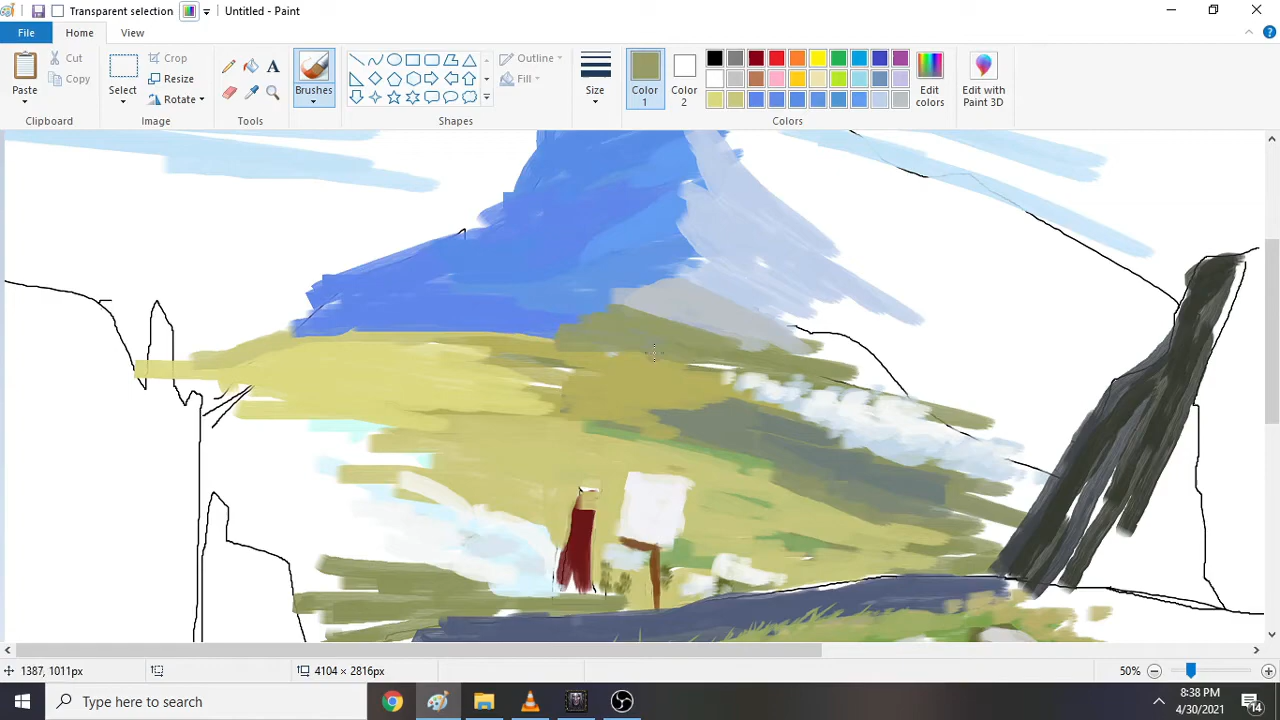 Transparent selection
Untitled - Paint
File
Home
View
Paste
Cut
Copy
Clipboard
Select
Crop
Resize
Rotate
Image
A
Tools
Brushes
Outline
Fill
Shapes
Size
Color
1
Color
2
Edit
colors
Edit with
Paint 3D
Colors
1387, 1011px
4104 × 2816px
50%
Type here to search
8:38 PM
4/30/2021
14